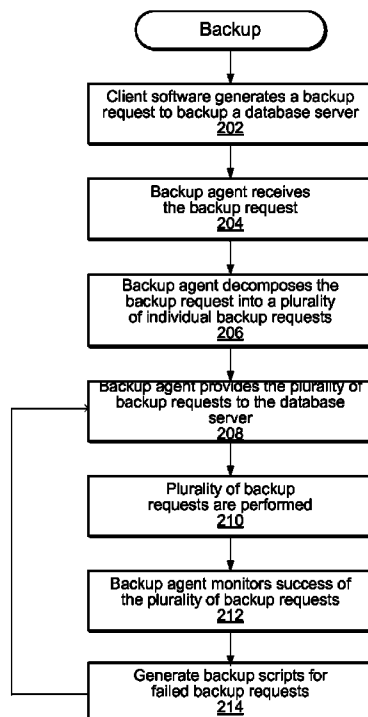 Backup
Client software generates a backup
request to backup a database server
202
Backup agent receives
the backup request
204
Backup agent decomposes the
backup request into a plurality
of individual backup requests
206
Backup agent provides the plurality of
backup requests to the database
server
208
Plurality of backup
requests are performed
210
Backup agent monitors success of
the plurality of backup requests
212
Generate backup scripts for
failed backup requests
214